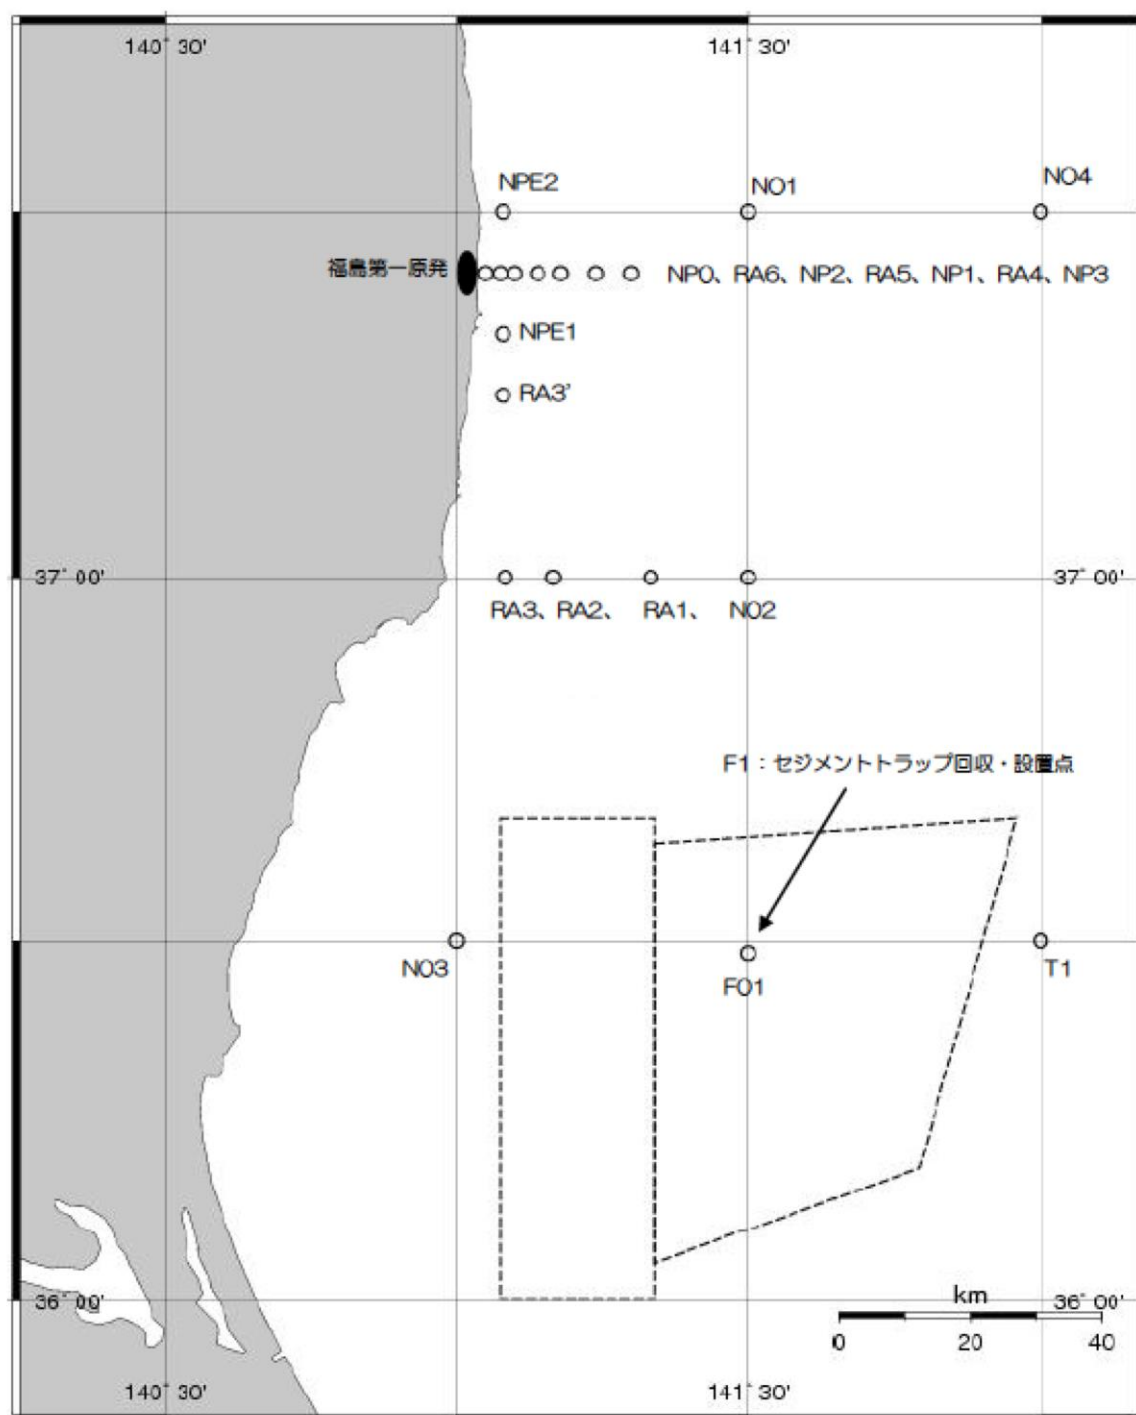 140° 30'
141° 30'
NPE2
NO1
NO4
福島第一原発
NP0、RA6、NP2、RA5、NP1、RA4、NP3
NPE1
RA3’
37° 00'
37° 00'
RA3、RA2、 RA1、 NO2
F1：セジメントトラップ回収・設置点
NO3
FO1
T1
36° 00'
km
36° 00'
0 20 40
140° 30'
141° 30'